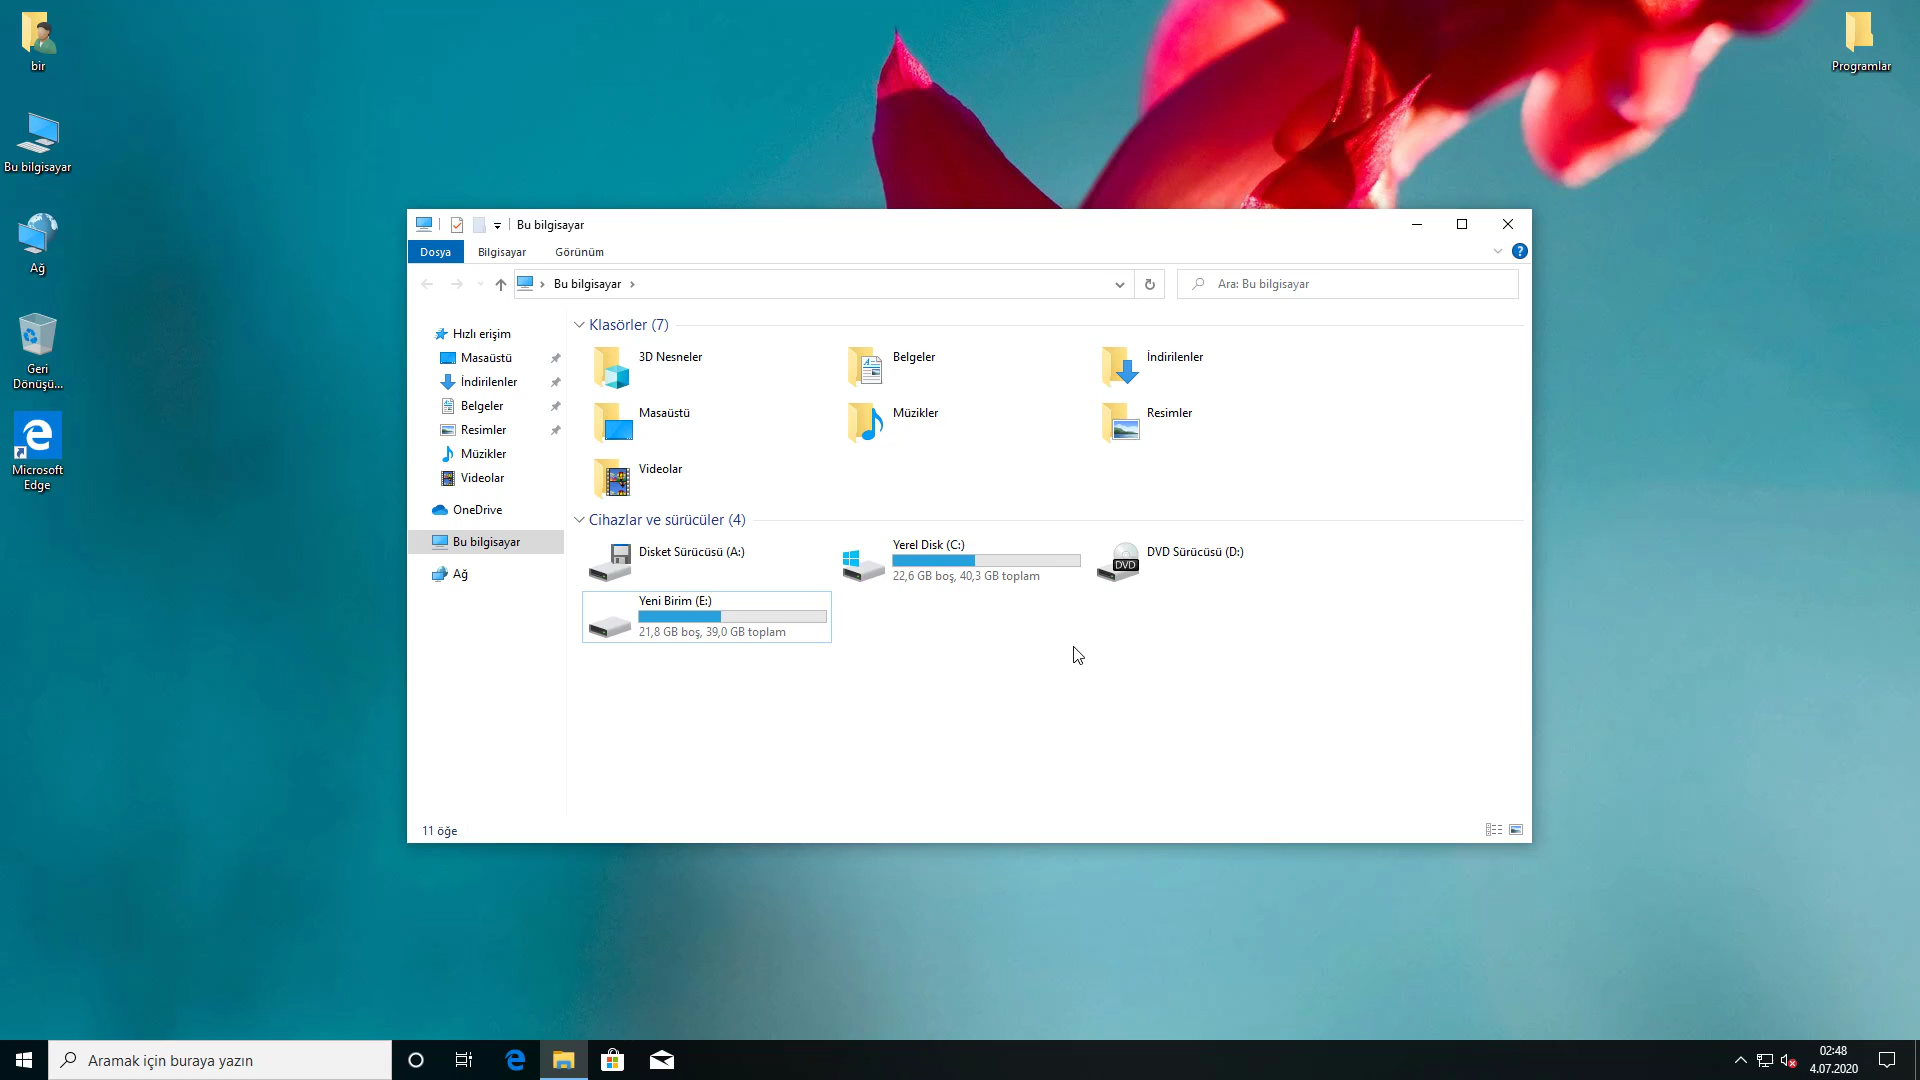 bir
Bu bilgisayar
Ağ
Geri
Dönüşü...
Microsoft
Edge
Programlar
Bu bilgisayar
Dosya
Bilgisayar
Görünüm
?
Bu bilgisayar
Ara: Bu bilgisayar
Hızlı erişim
Masaüstü
İndirilenler
Belgeler
Resimler
Müzikler
Videolar
OneDrive
Bu bilgisayar
Ağ
Klasörler (7)
3D Nesneler
Belgeler
İndirilenler
Masaüstü
Müzikler
Resimler
Videolar
Cihazlar ve sürücüler (4)
Disket Sürücüsü (A:)
Yerel Disk (C:)
22,6 GB boş, 40,3 GB toplam
DVD
DVD Sürücüsü (D:)
Yeni Birim (E:)
21,8 GB boş, 39,0 GB toplam
11 öğe
Aramak için buraya yazın
02:48
4.07.2020